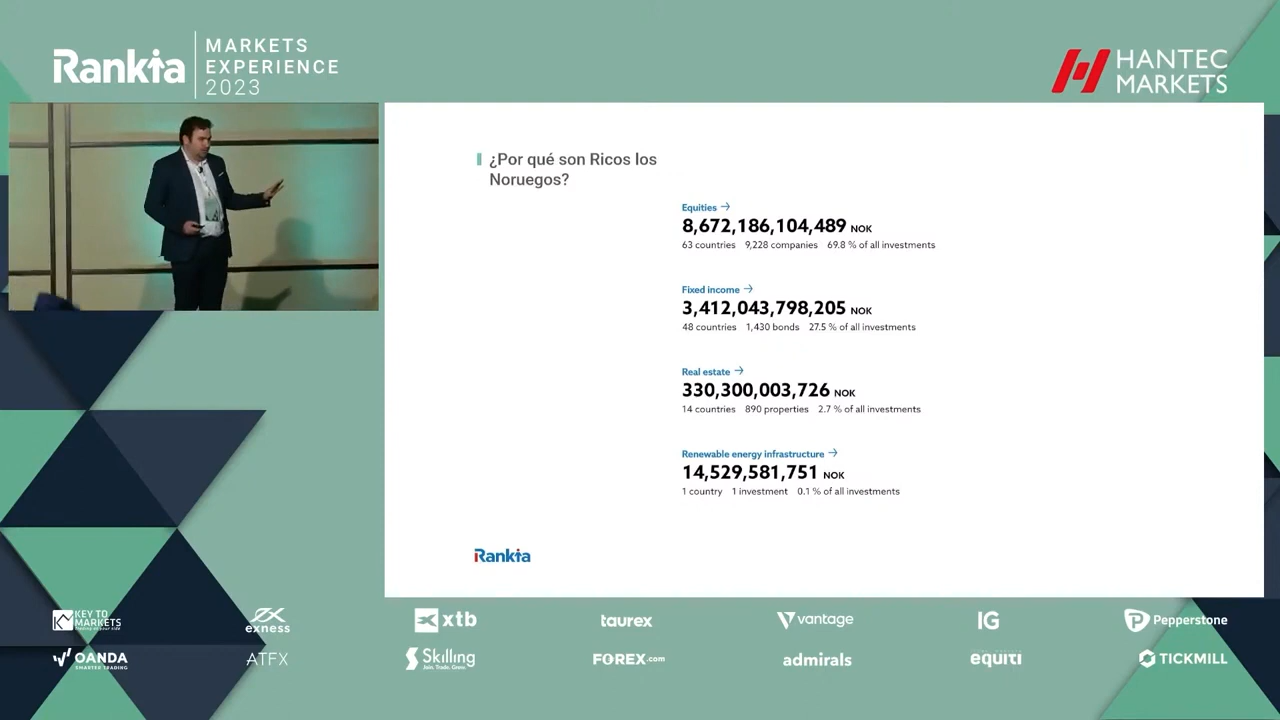 Rankia
MARKETS
EXPERIENCE
2023
HANTEC
MARKETS
¿Por qué son Ricos los
Noruegos?
Equities →
8,672,186,104,489 NOK
63 countries 9,228 companies 69.8 % of all investments
Fixed income →
3,412,043,798,205 NOK
48 countries 1,430 bonds 27.5 % of all investments
Real estate →
330,300,003,726 NOK
14 countries 890 properties 2.7 % of all investments
Renewable energy infrastructure →
14,529,581,751 NOK
1 country 1 investment 0.1 % of all investments
Rankia
KEY TO
MARKETS
exness
xtb
taurex
vantage
IG
Pepperstone
OANDA
SMARTER TRADING
ATFX
Skilling
Join. Trade. Grow.
FOREX.com
admirals
equiti
TICKMILL